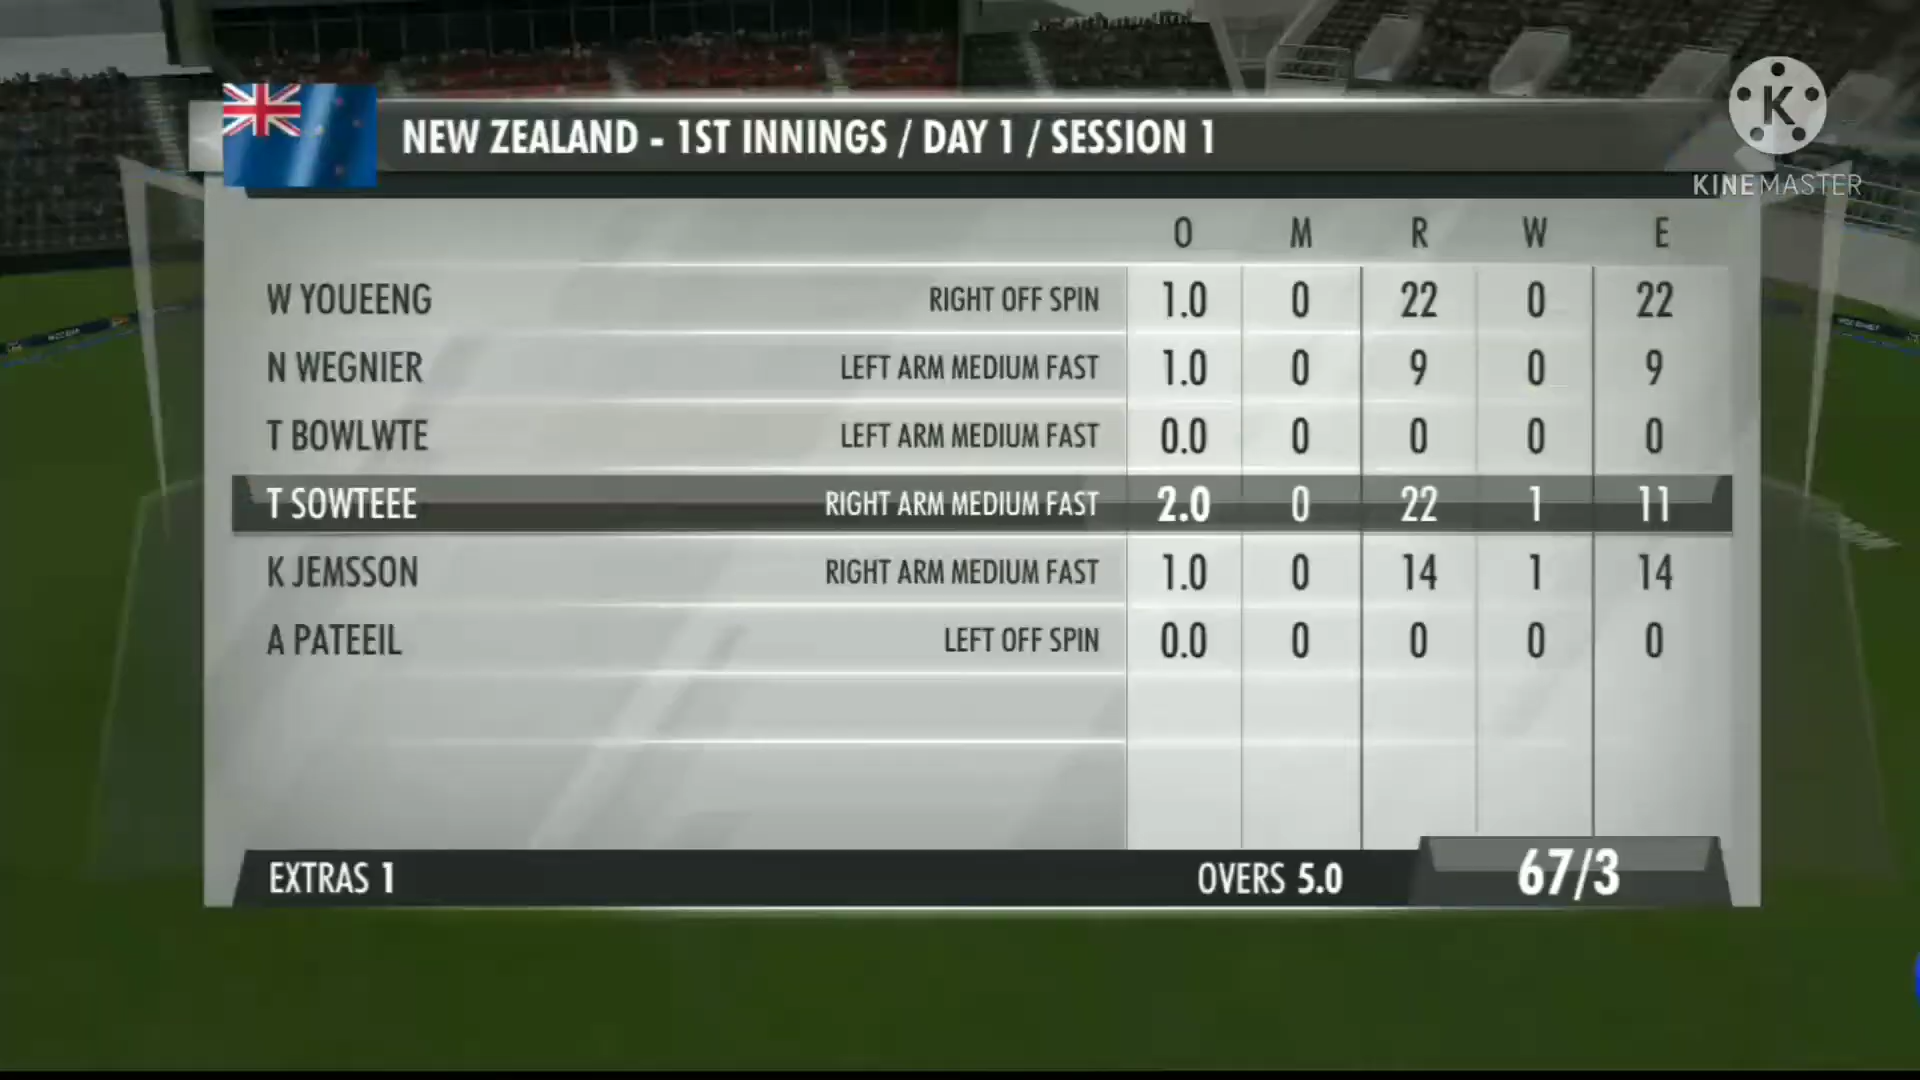 NEW ZEALAND - 1ST INNINGS / DAY 1 / SESSION 1
K
KINEMASTER
O M R W E
W YOUEENG RIGHT OFF SPIN 1.0 0 22 0 22
N WEGNIER LEFT ARM MEDIUM FAST 1.0 0 9 0 9
T BOWLWTE LEFT ARM MEDIUM FAST 0.0 0 0 0 0
T SOWTEEE RIGHT ARM MEDIUM FAST 2.0 0 22 1 11
K JEMSSON RIGHT ARM MEDIUM FAST 1.0 0 14 1 14
A PATEEIL LEFT OFF SPIN 0.0 0 0 0 0
EXTRAS 1 OVERS 5.0 67/3